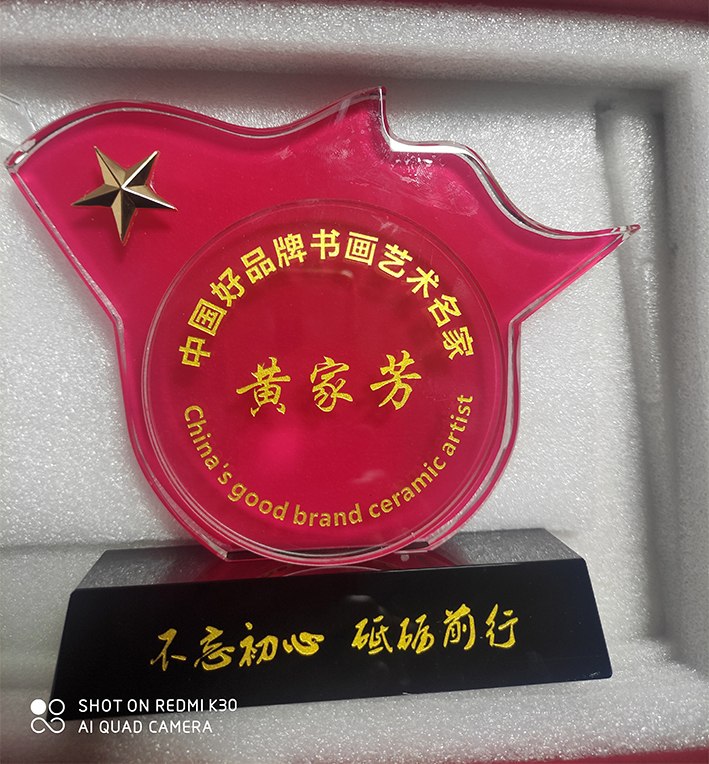 中国好品牌书画艺术名家
黄家芳
China's good brand ceramic artist
不忘初心 砥砺前行
SHOT ON REDMI K30
AI QUAD CAMERA